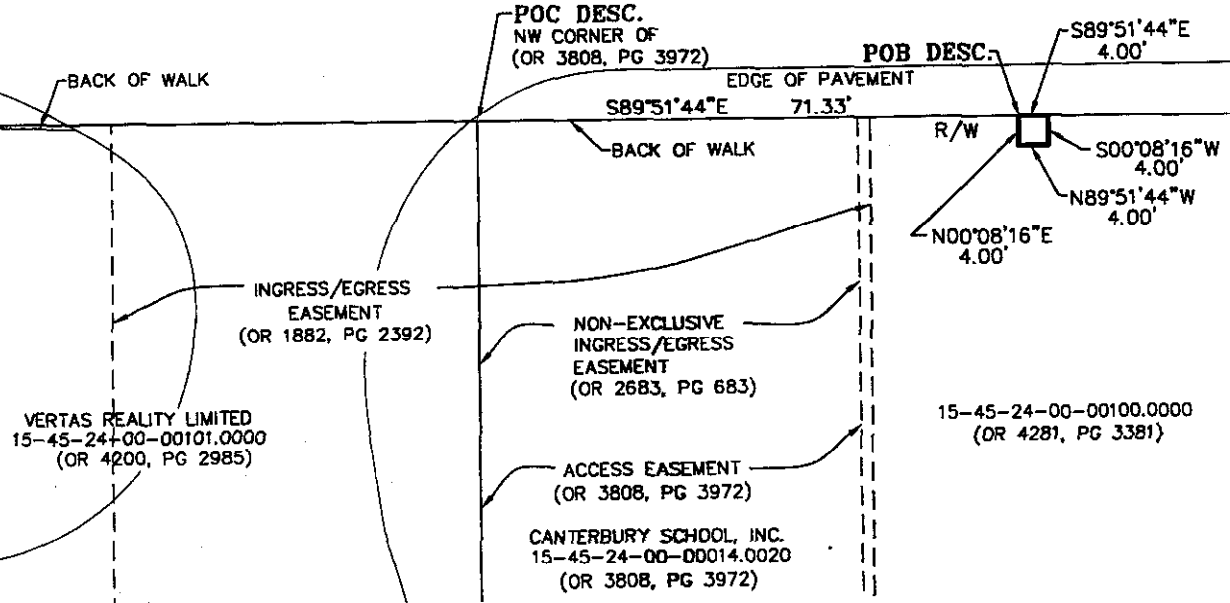 POC DESC.
NW CORNER OF
(OR 3808, PG 3972)
S89°51'44"E
4.00'
POB DESC.
BACK OF WALK
EDGE OF PAVEMENT
S89°51'44"E 71.33'
R/W
BACK OF WALK
S00°08'16"W
4.00'
N89°51'44"W
4.00'
N00°08'16"E
4.00'
INGRESS/EGRESS
EASEMENT
(OR 1882, PG 2392)
NON-EXCLUSIVE
INGRESS/EGRESS
EASEMENT
(OR 2683, PG 683)
VERTAS REALITY LIMITED
15-45-24-00-00101.0000
(OR 4200, PG 2985)
15-45-24-00-00100.0000
(OR 4281, PG 3381)
ACCESS EASEMENT
(OR 3808, PG 3972)
CANTERBURY SCHOOL, INC.
15-45-24-00-00014.0020
(OR 3808, PG 3972)